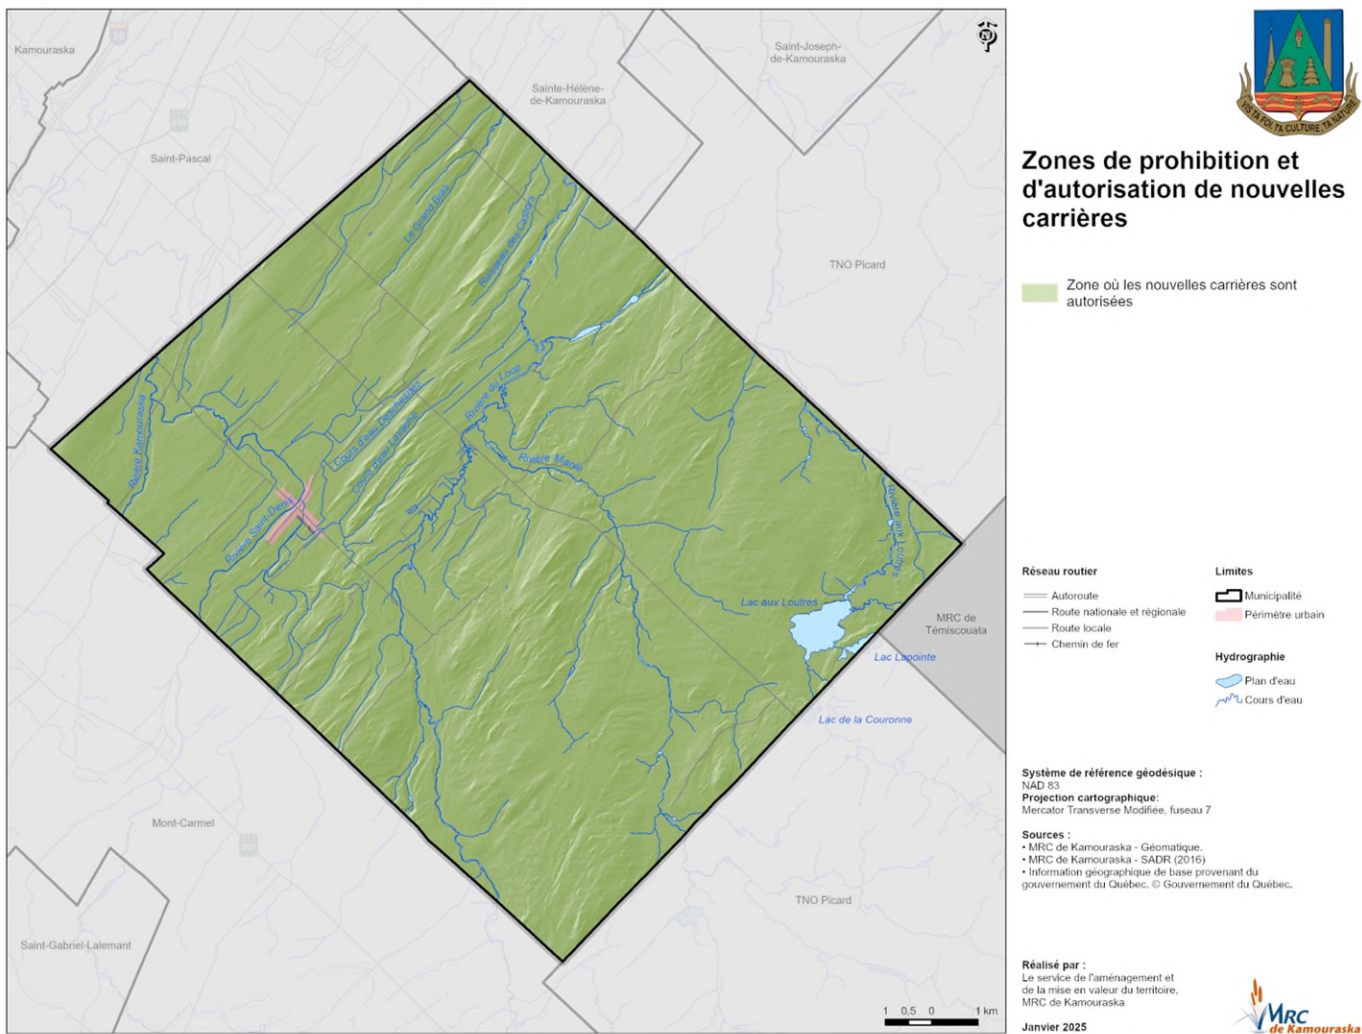 Kamouraska
Saint-Joseph-
de-Kamouraska
Sainte-Hélène-
de-Kamouraska
Saint-Pascal
TNO Picard
Le Grand Bras
Ruisseau des Castors
Rivière du Loup
Cours d'eau Deschesnes
Cours d'eau Lavoche
Rivière Kamouraska
Rivière Manie
Rivière Saint-Denis
Rivière aux Loutres
Lac aux Loutres
MRC de
Témiscouata
Lac Lapointe
Lac de la Couronne
Mont-Carmel
TNO Picard
Saint-Gabriel-Lalemant
1 0.5 0 1 km
Zones de prohibition et
d'autorisation de nouvelles
carrières
Zone où les nouvelles carrières sont
autorisées
Réseau routier
Autoroute
Route nationale et régionale
Route locale
Chemin de fer
Limites
Municipalité
Périmètre urbain
Hydrographie
Plan d'eau
Cours d'eau
Système de référence géodésique :
NAD 83
Projection cartographique:
Mercator Transverse Modifiée, fuseau 7
Sources :
• MRC de Kamouraska - Géomatique.
• MRC de Kamouraska - SADR (2016)
• Information géographique de base provenant du
gouvernement du Québec. © Gouvernement du Québec.
Réalisé par :
Le service de l'aménagement et
de la mise en valeur du territoire,
MRC de Kamouraska
Janvier 2025
MRC
de Kamouraska